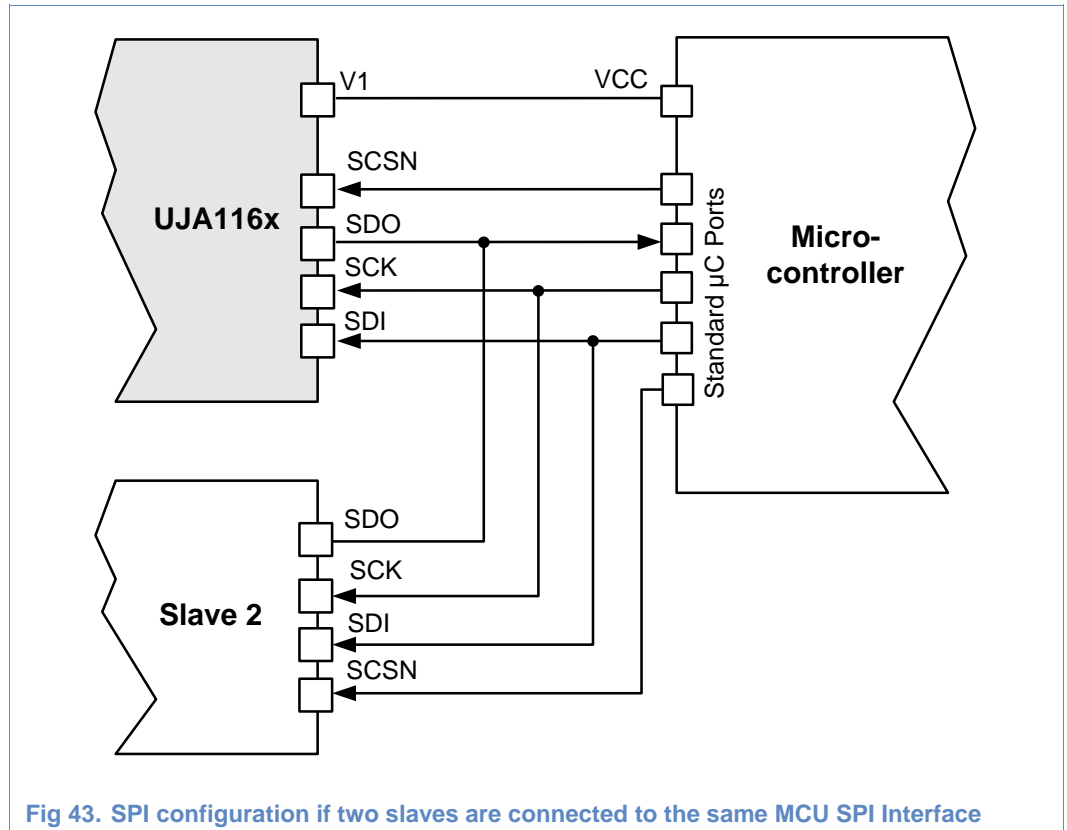 V1
VCC
SCSN
UJA116x
SDO
SCK
SDI
Standard µC Ports
Micro-
controller
SDO
SCK
Slave 2
SDI
SCSN
Fig 43. SPI configuration if two slaves are connected to the same MCU SPI Interface